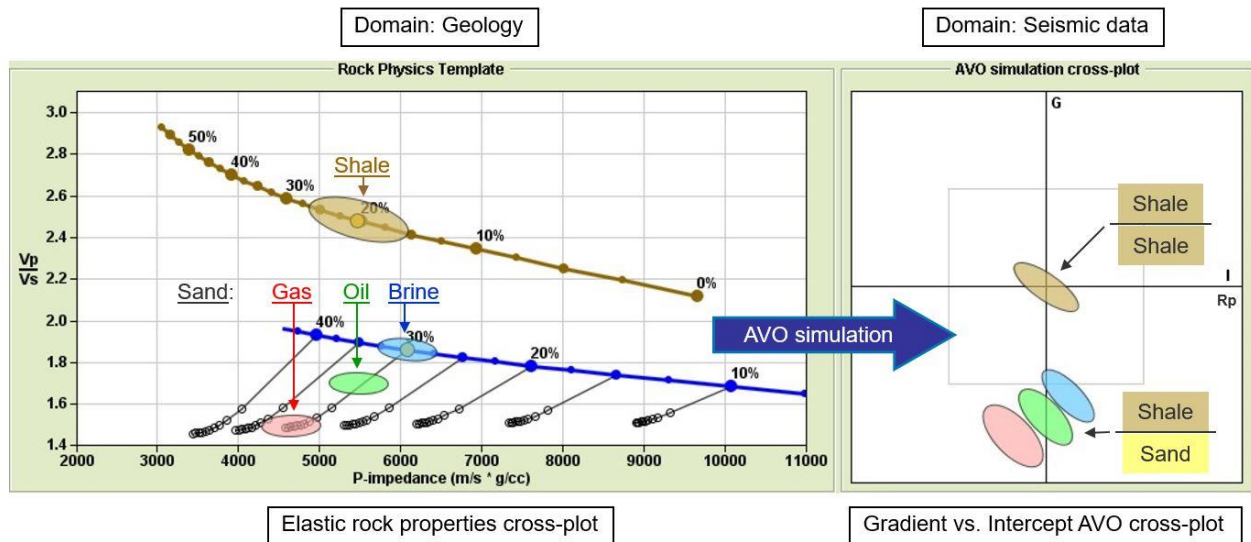 Domain: Geology
Domain: Seismic data
Rock Physics Template
AVO simulation cross-plot
3.0
2.8
2.6
2.4
2.2
2.0
1.8
1.6
1.4
Vp
Vs
50%
40%
30%
20%
10%
0%
Shale
Sand:
Gas
Oil
Brine
40%
30%
20%
10%
2000
3000
4000
5000
6000
7000
8000
9000
10000
11000
P-impedance (m/s * g/cc)
AVO simulation
G
I
Rp
Shale
Shale
Shale
Sand
Elastic rock properties cross-plot
Gradient vs. Intercept AVO cross-plot